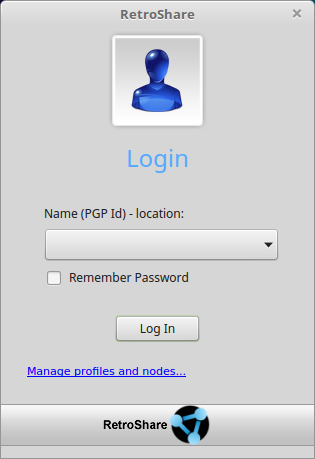 RetroShare
Login
Name (PGP Id) - location:
Remember Password
Log In
Manage profiles and nodes...
RetroShare